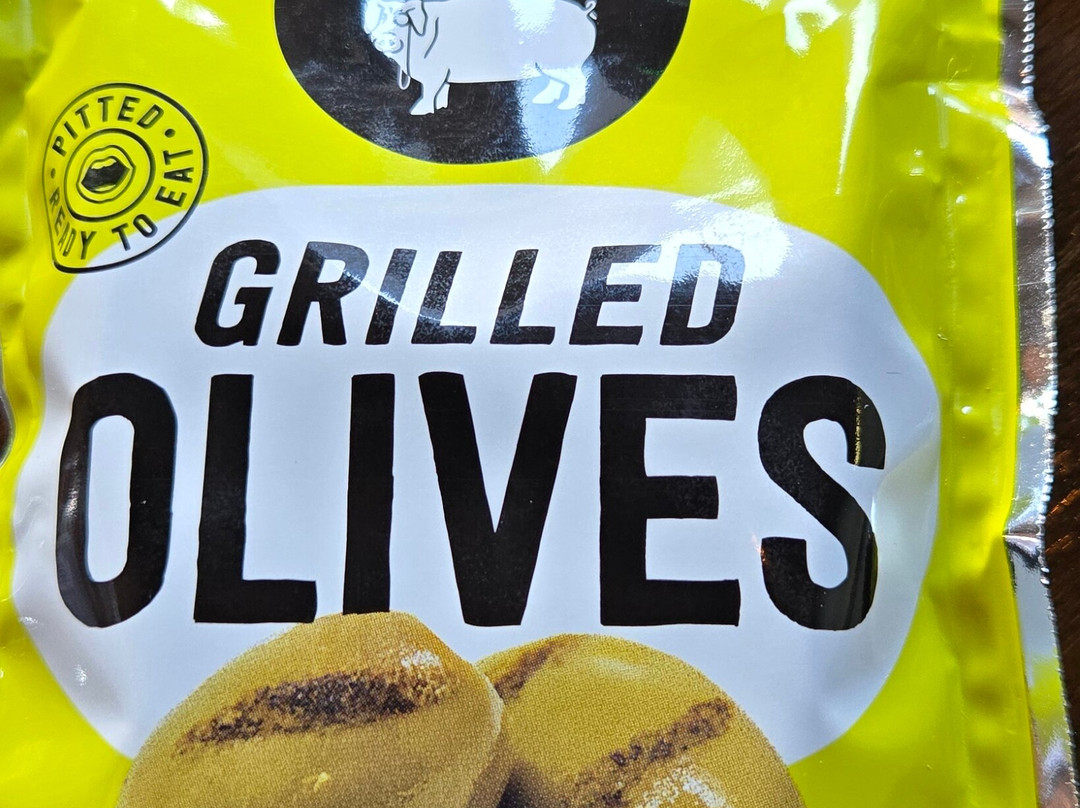 PITTED • READY TO EAT •
GRILLED
OLIVES